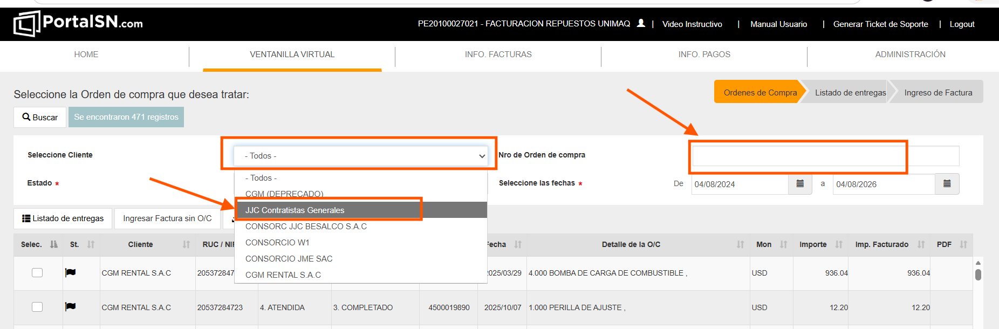 PortalSN.com
PE20100027021 - FACTURACION REPUESTOS UNIMAQ | Video Instructivo | Manual Usuario | Generar Ticket de Soporte | Logout
HOME VENTANILLA VIRTUAL INFO. FACTURAS INFO. PAGOS ADMINISTRACIÓN
Seleccione la Orden de compra que desea tratar:
Ordenes de Compra Listado de entregas Ingreso de Factura
Buscar Se encontraron 471 registros
Seleccione Cliente - Todos - Nro de Orden de compra
- Todos -
CGM (DEPRECADO)
JJC Contratistas Generales
CONSORC JJC BESALCO S.A.C
CONSORCIO W1
CONSORCIO JME SAC
CGM RENTAL S.A.C
Estado * Seleccione las fechas * De 04/08/2024 a 04/08/2026
Listado de entregas Ingresar Factura sin O/C
Selec. St. Cliente RUC / NIF Fecha Detalle de la O/C Mon Importe Imp. Facturado PDF
CGM RENTAL S.A.C 205372847 2025/03/29 4.000 BOMBA DE CARGA DE COMBUSTIBLE , USD 936.04 936.04
CGM RENTAL S.A.C 20537284723 4. ATENDIDA 3. COMPLETADO 4500019890 2025/10/07 1.000 PERILLA DE AJUSTE , USD 12.20 12.20